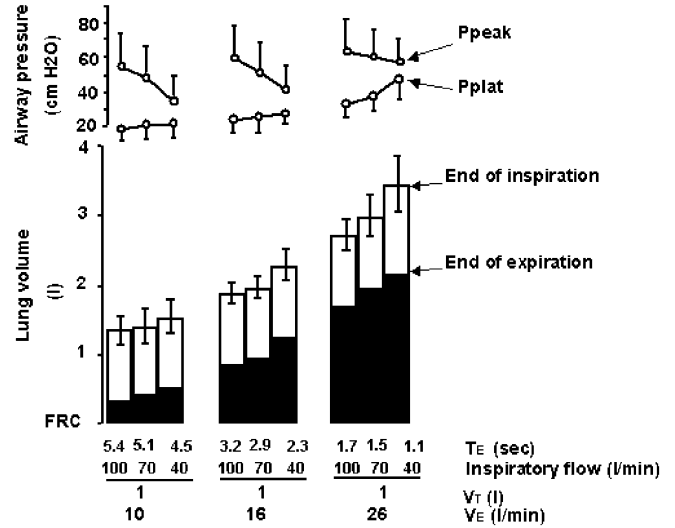 Airway pressure
(cm H2O)
80
60
40
20
Ppeak
Pplat
Lung volume
(l)
4
3
2
1
FRC
End of inspiration
End of expiration
5.4 5.1 4.5 3.2 2.9 2.3 1.7 1.5 1.1 TE (sec)
100 70 40 100 70 40 100 70 40 Inspiratory flow (l/min)
1 1 1 VT (l)
10 16 26 VE (l/min)